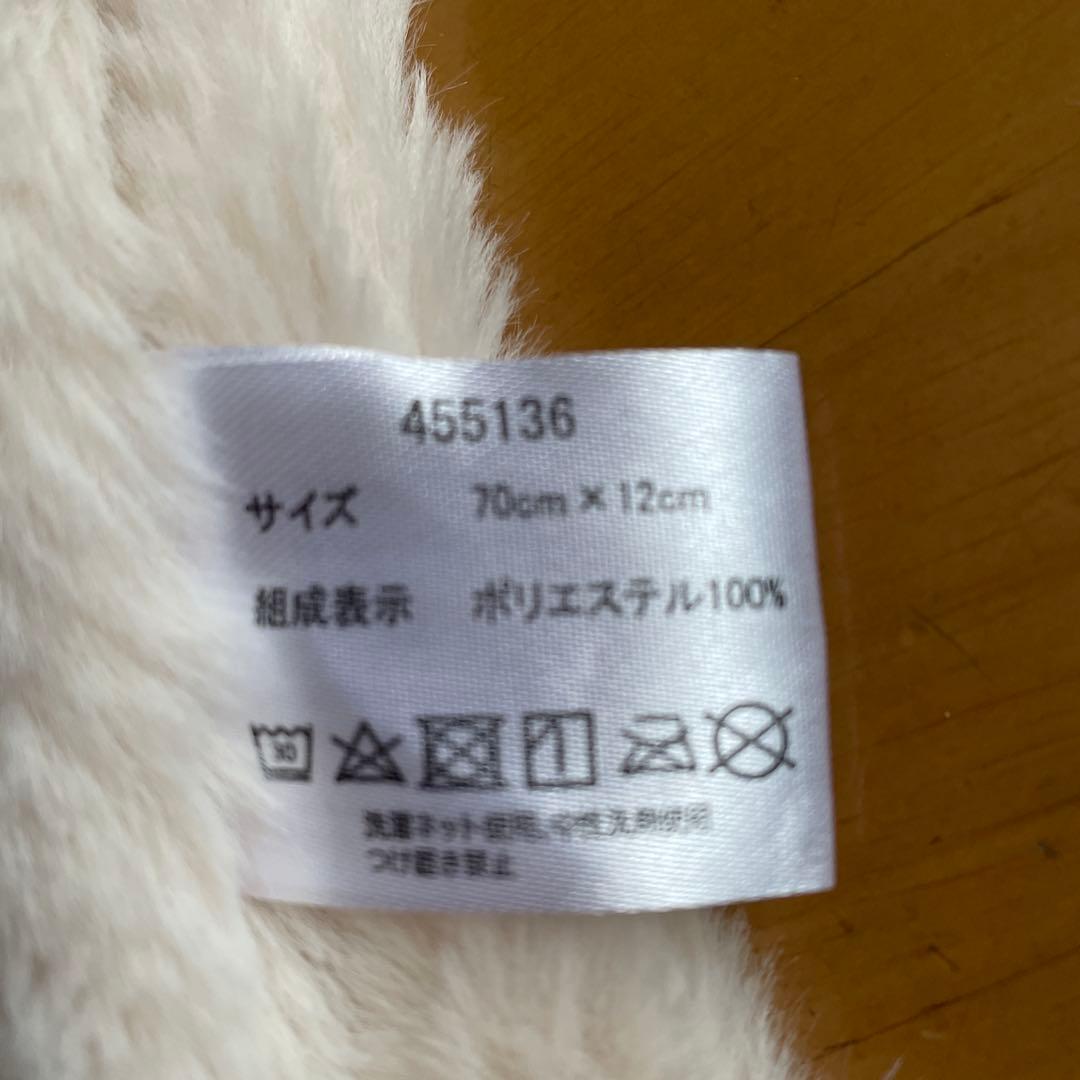 455136
サイズ 70cm×12cm
組成表示 ポリエステル100%
30
洗濯ネット使用、中性洗剤使用
つけ置き禁止